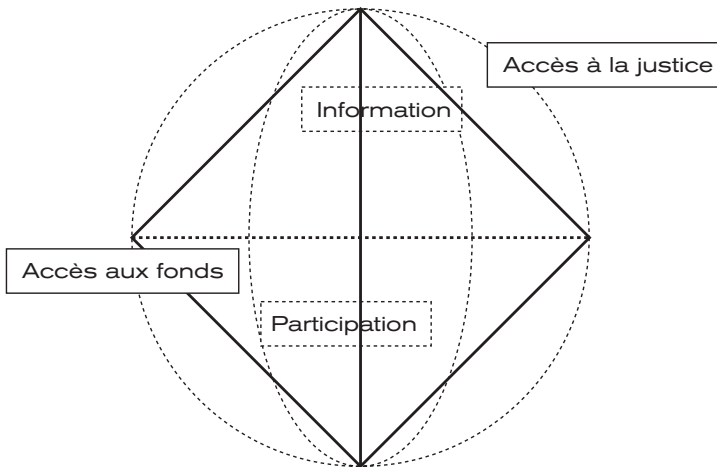 Accès à la justice
Information
Accès aux fonds
Participation